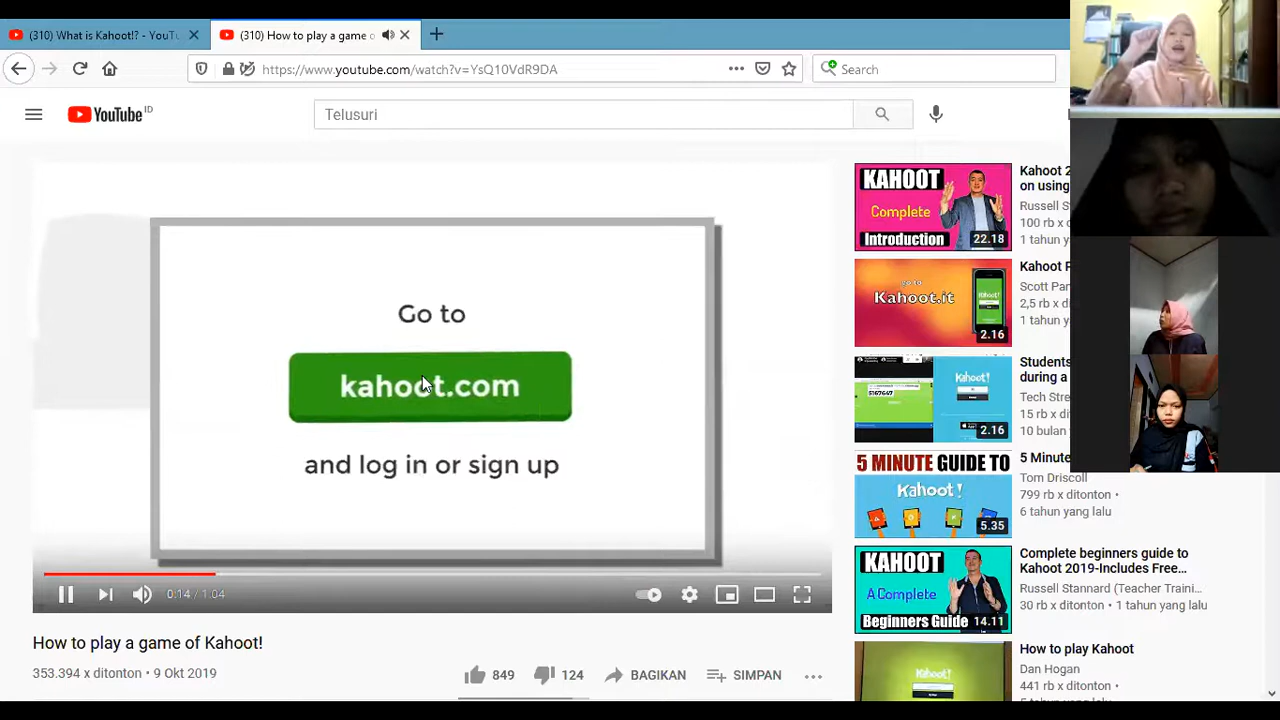 (310) What is Kahoot!? - YouTu
(310) How to play a game o
https://www.youtube.com/watch?v=YsQ10VdR9DA
Search
YouTube ID
Telusuri
Go to
kahoot.com
and log in or sign up
0:14 / 1:04
How to play a game of Kahoot!
353.394 x ditonton • 9 Okt 2019
849
124
BAGIKAN
SIMPAN
KAHOOT
Complete
Introduction
22.18
Kahoot 2
on using
Russell S
100 rb x d
1 tahun ya
go to
Kahoot.it
Kahoot!
2.16
Kahoot F
Scott Par
2,5 rb x d
1 tahun ya
Kahoot!
2.16
Students
during a
Tech Stre
15 rb x di
10 bulan y
5 MINUTE GUIDE TO
Kahoot!
5.35
5 Minute
Tom Driscoll
799 rb x ditonton •
6 tahun yang lalu
KAHOOT
A Complete
Beginners Guide
14.11
Complete beginners guide to
Kahoot 2019-Includes Free...
Russell Stannard (Teacher Traini...
30 rb x ditonton • 1 tahun yang lalu
Kahoot!
How to play Kahoot
Dan Hogan
441 rb x ditonton •